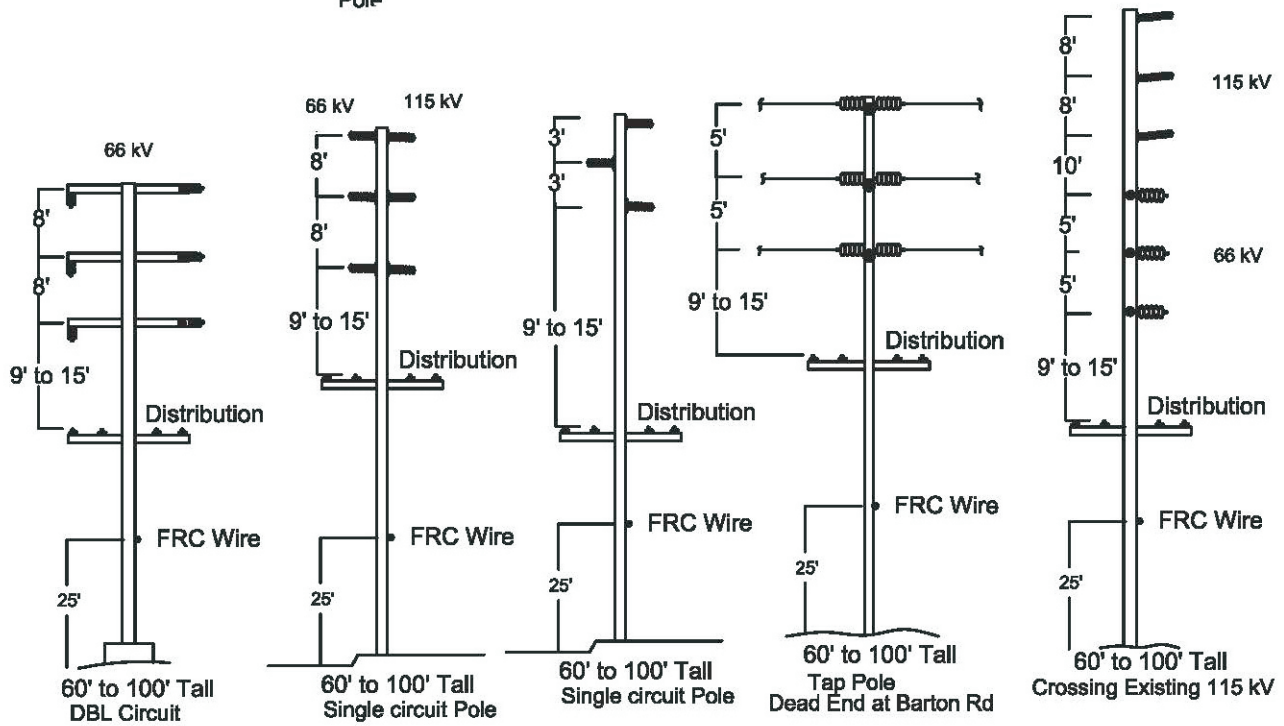 Pole
66 kV
8'
8'
9' to 15'
Distribution
FRC Wire
25'
60' to 100' Tall
DBL Circuit
66 kV
115 kV
8'
8'
9' to 15'
Distribution
FRC Wire
25'
60' to 100' Tall
Single circuit Pole
3'
3'
9' to 15'
Distribution
FRC Wire
25'
60' to 100' Tall
Single circuit Pole
5'
5'
9' to 15'
Distribution
FRC Wire
25'
60' to 100' Tall
Tap Pole
Dead End at Barton Rd
8'
115 kV
8'
10'
5'
66 kV
5'
9' to 15'
Distribution
FRC Wire
25'
60' to 100' Tall
Crossing Existing 115 kV